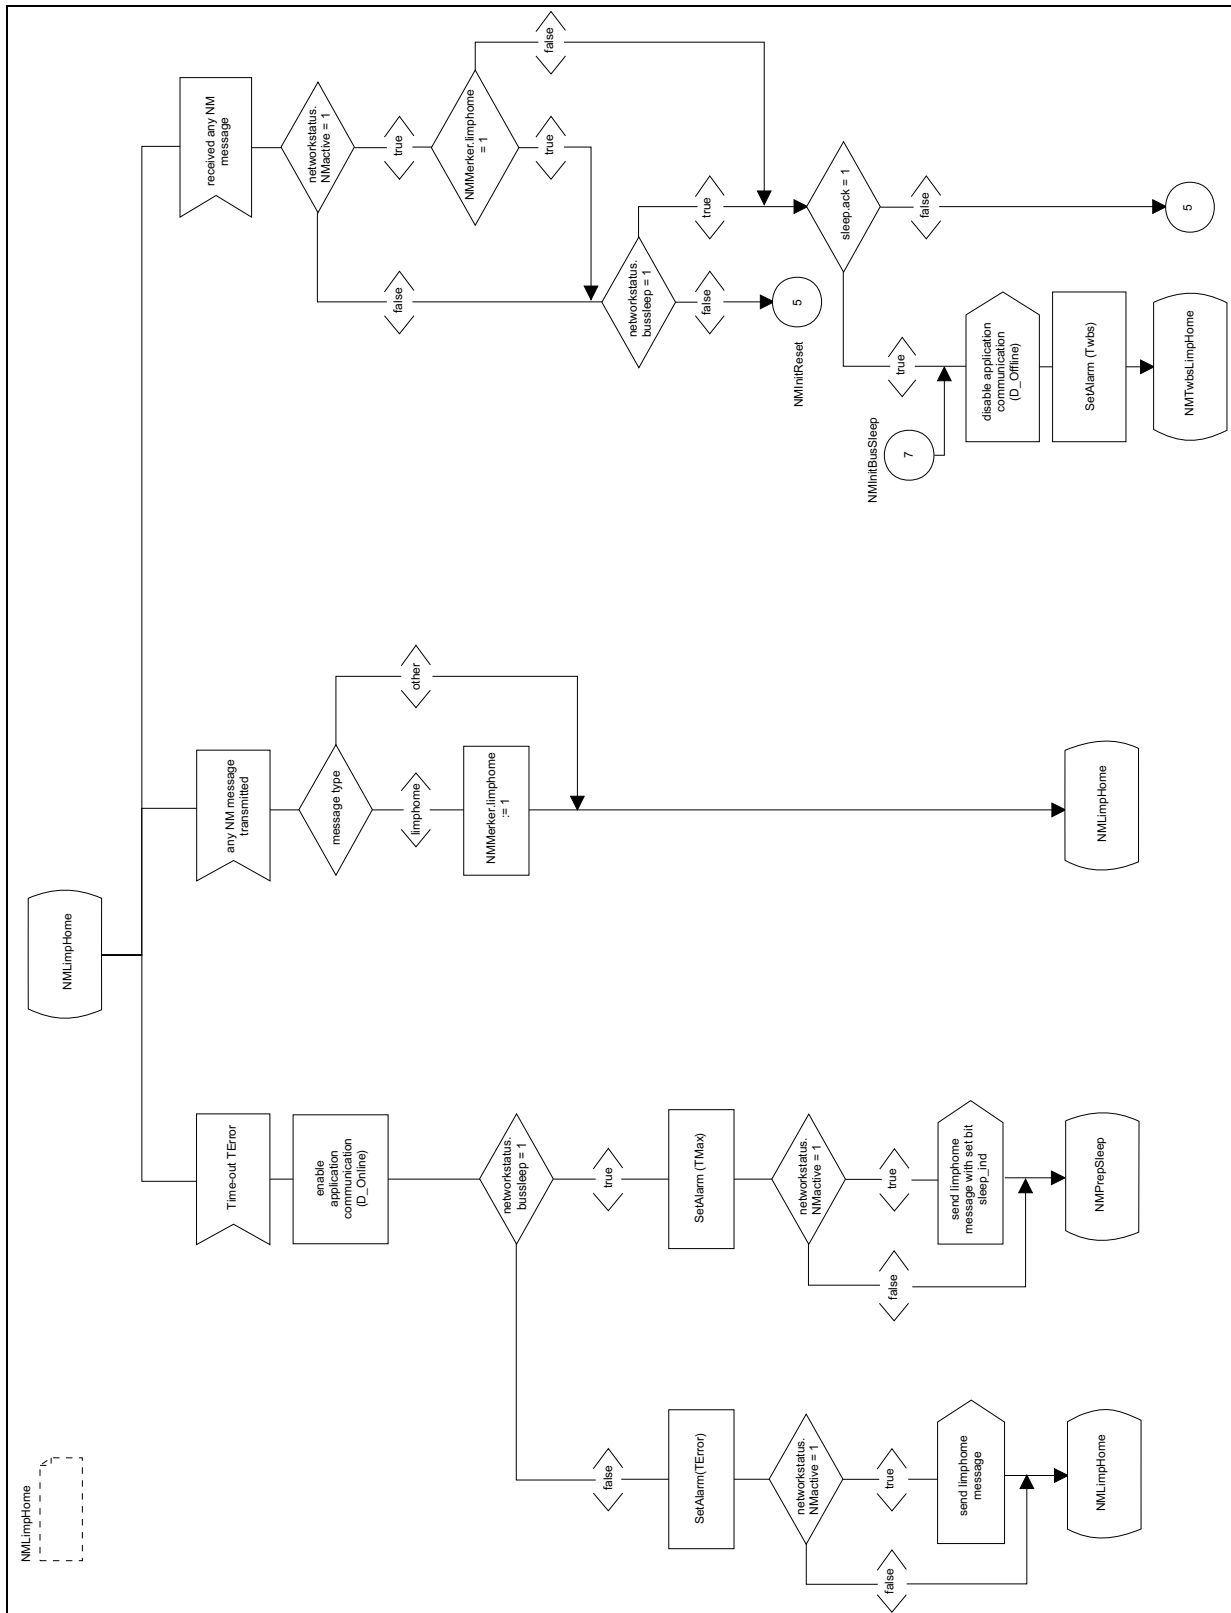 NMLimpHome
NMLimpHome
Time-out TError
enable
application
communication
(D_Online)
networkstatus.
bussleep = 1
false
SetAlarm(TError)
networkstatus.
NMactive = 1
false
true
send limphome
message
NMLimpHome
true
SetAlarm (TMax)
networkstatus.
NMactive = 1
false
true
send limphome
message with set bit
sleep_ind
NMPrepSleep
any NM message
transmitted
message type
limphome
other
NMMerker.limphome
:= 1
NMLimpHome
received any NM
message
networkstatus.
NMactive = 1
false
true
NMMerker.limphome
= 1
true
false
networkstatus.
bussleep = 1
false
true
NMInitReset
5
sleep.ack = 1
true
false
NMInitBusSleep
7
disable application
communication
(D_Offline)
SetAlarm (Twbs)
NMTwbsLimpHome
5